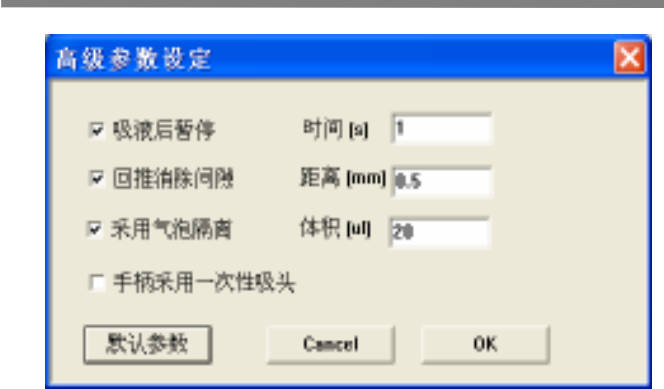 高级参数设定
吸液后暂停 时间 [s] 1
回推消除间隙 距离 [mm] 0.5
采用气泡隔离 体积 [ul] 20
手柄采用一次性吸头
默认参数 Cancel OK